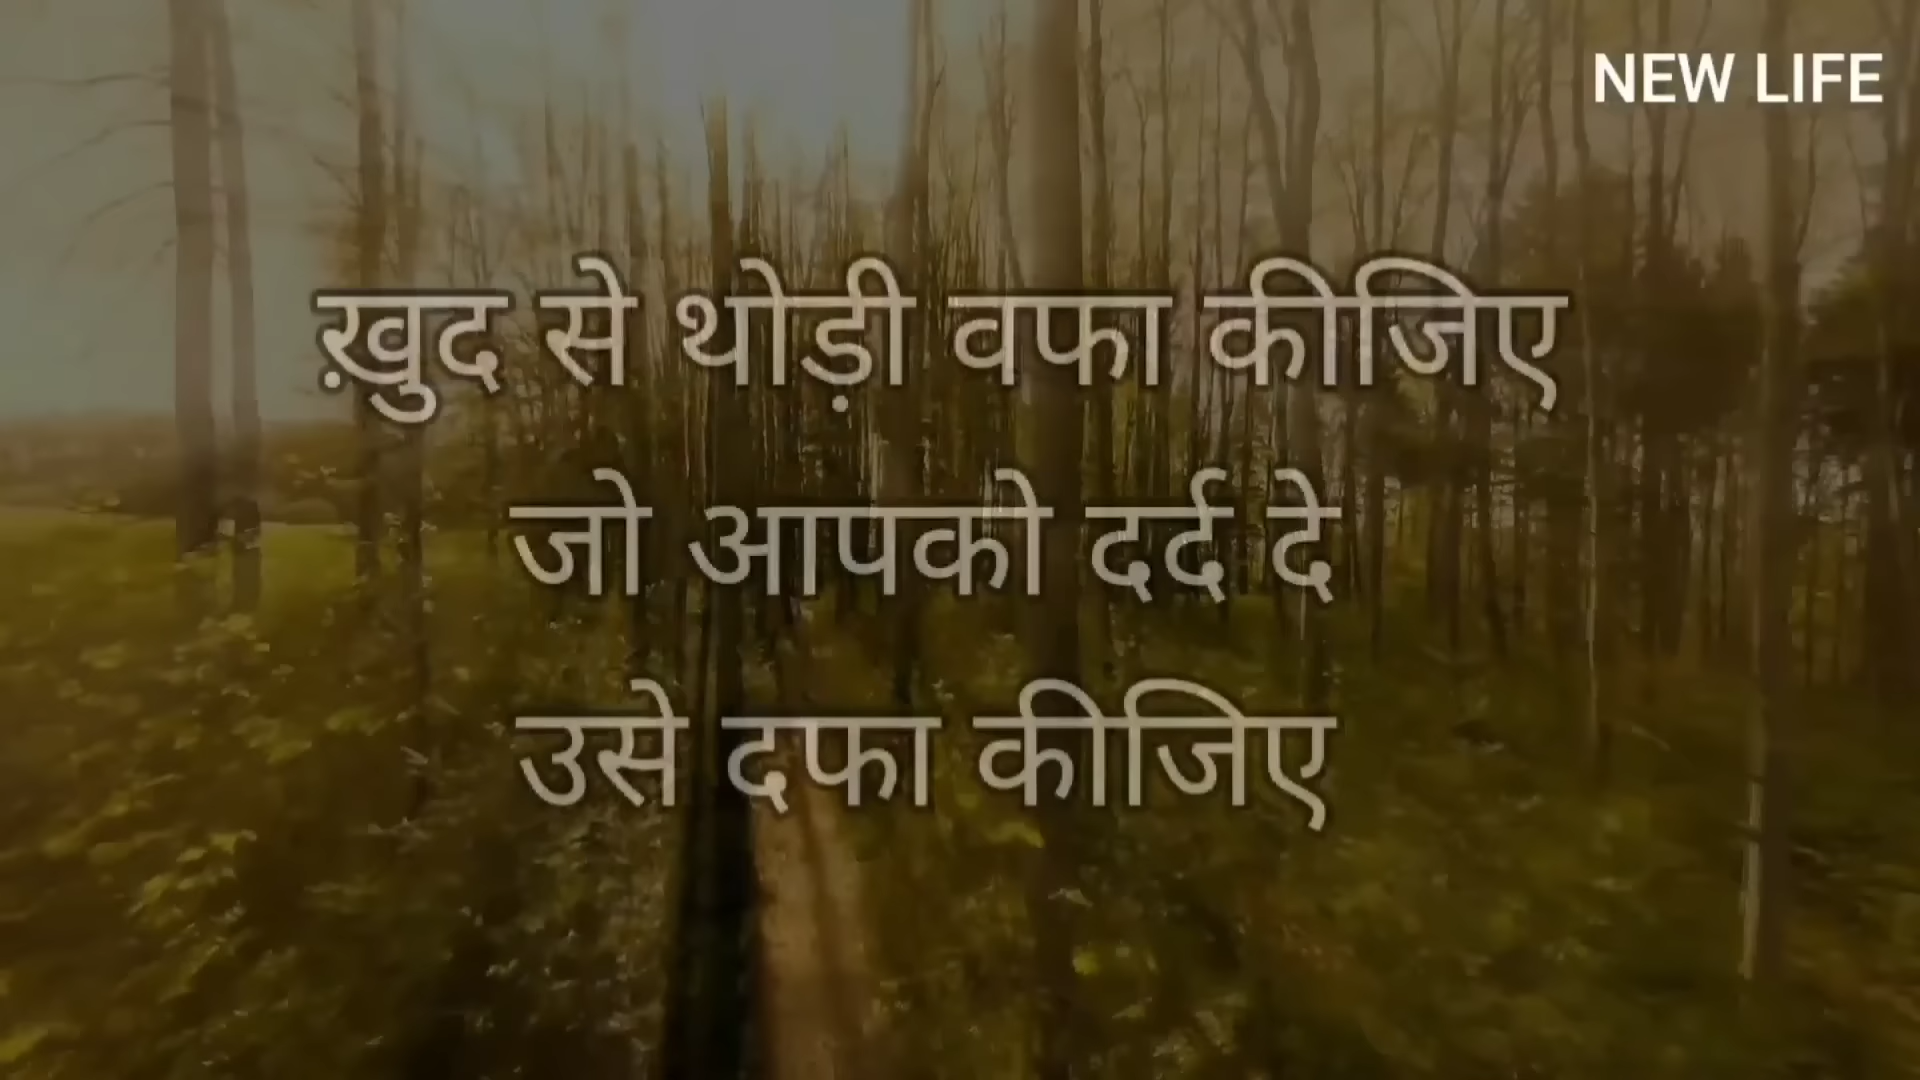 NEW LIFE
ख़ुद से थोड़ी वफा कीजिए
जो आपको दर्द दे
उसे दफा कीजिए